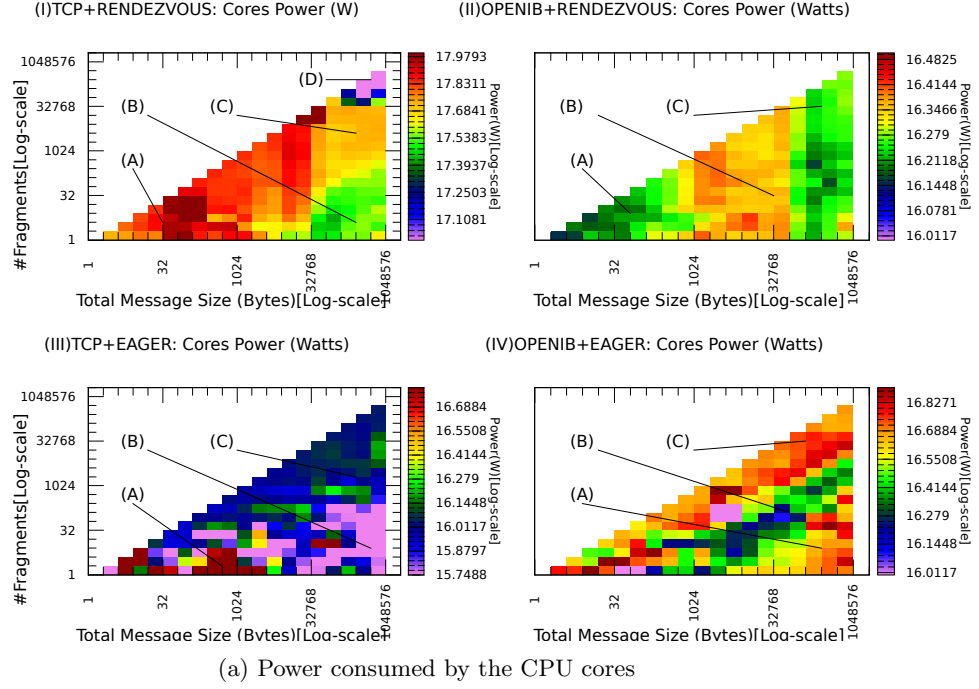 (I)TCP+RENDEZVOUS: Cores Power (W)
(II)OPENIB+RENDEZVOUS: Cores Power (Watts)
#Fragments[Log-scale]
1048576
32768
1024
32
1
(A)
(B)
(C)
(D)
17.9793
17.8311
17.6841
17.5383
17.3937
17.2503
17.1081
Power(W)[Log-scale]
1
32
1024
32768
1048576
Total Message Size (Bytes)[Log-scale]
(A)
(B)
(C)
16.4825
16.4144
16.3466
16.279
16.2118
16.1448
16.0781
16.0117
Power(W)[Log-scale]
1
32
1024
32768
1048576
Total Message Size (Bytes)[Log-scale]
(III)TCP+EAGER: Cores Power (Watts)
(IV)OPENIB+EAGER: Cores Power (Watts)
#Fragments[Log-scale]
1048576
32768
1024
32
1
(A)
(B)
(C)
16.6884
16.5508
16.4144
16.279
16.1448
16.0117
15.8797
15.7488
Power(W)[Log-scale]
1
32
1024
32768
1048576
Total Message Size (Bytes)[Log-scale]
(A)
(B)
(C)
16.8271
16.6884
16.5508
16.4144
16.279
16.1448
16.0117
Power(W)[Log-scale]
1
32
1024
32768
1048576
Total Message Size (Bytes)[Log-scale]
(a) Power consumed by the CPU cores